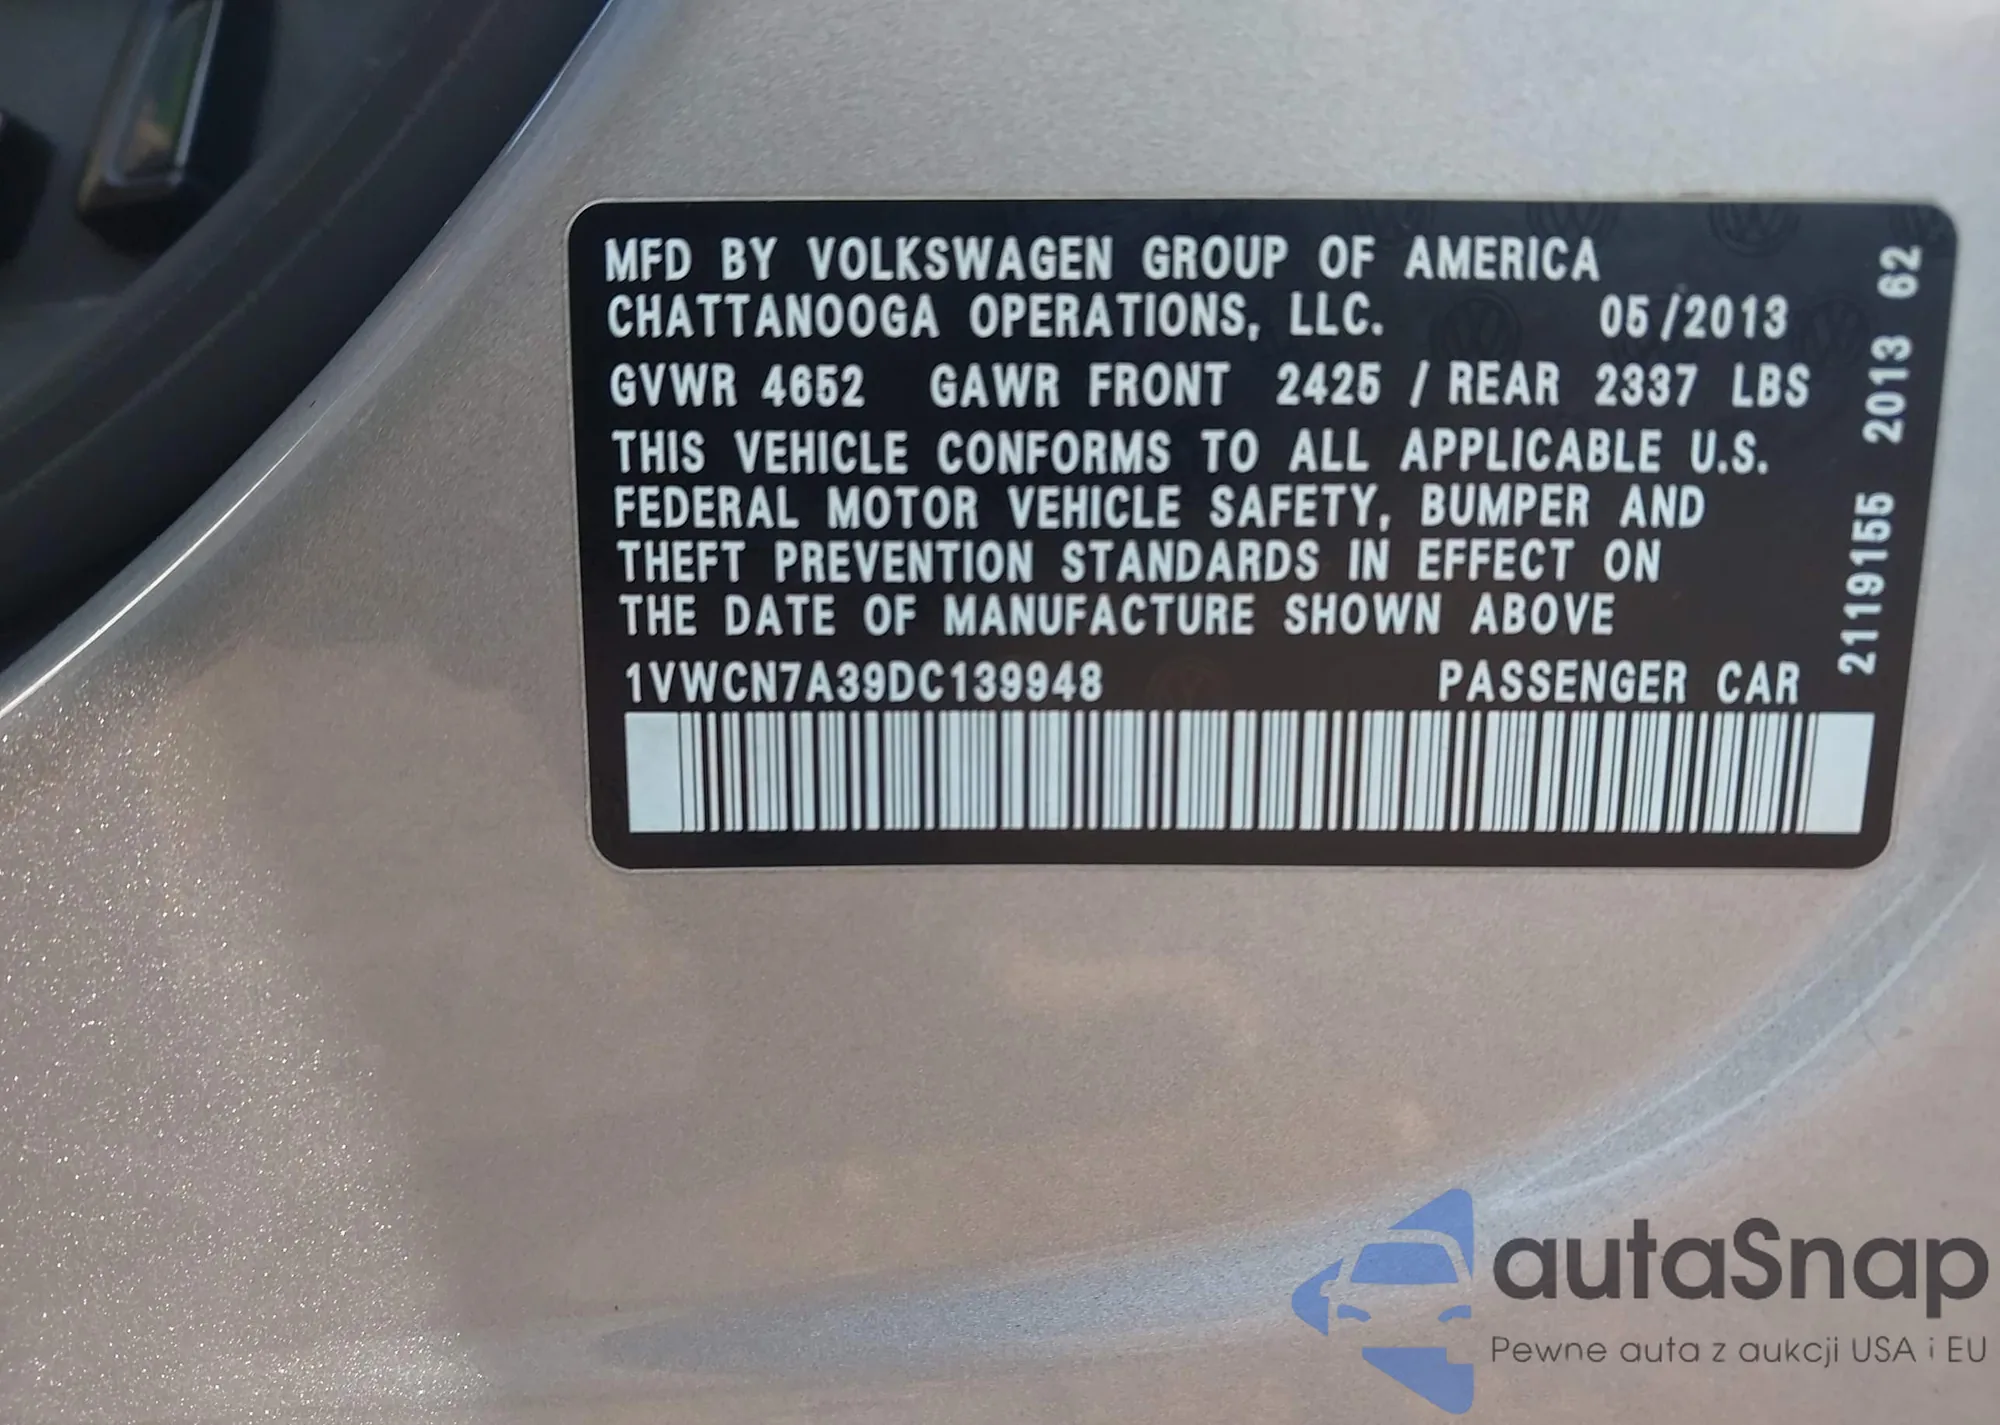 MFD BY VOLKSWAGEN GROUP OF AMERICA
CHATTANOOGA OPERATIONS, LLC. 05/2013
GVWR 4652 GAWR FRONT 2425 / REAR 2337 LBS
THIS VEHICLE CONFORMS TO ALL APPLICABLE U.S.
FEDERAL MOTOR VEHICLE SAFETY, BUMPER AND
THEFT PREVENTION STANDARDS IN EFFECT ON
THE DATE OF MANUFACTURE SHOWN ABOVE
1VWCN7A39DC139948 PASSENGER CAR
2119155 2013 62
autaSnap
Pewne auta z aukcji USA i EU